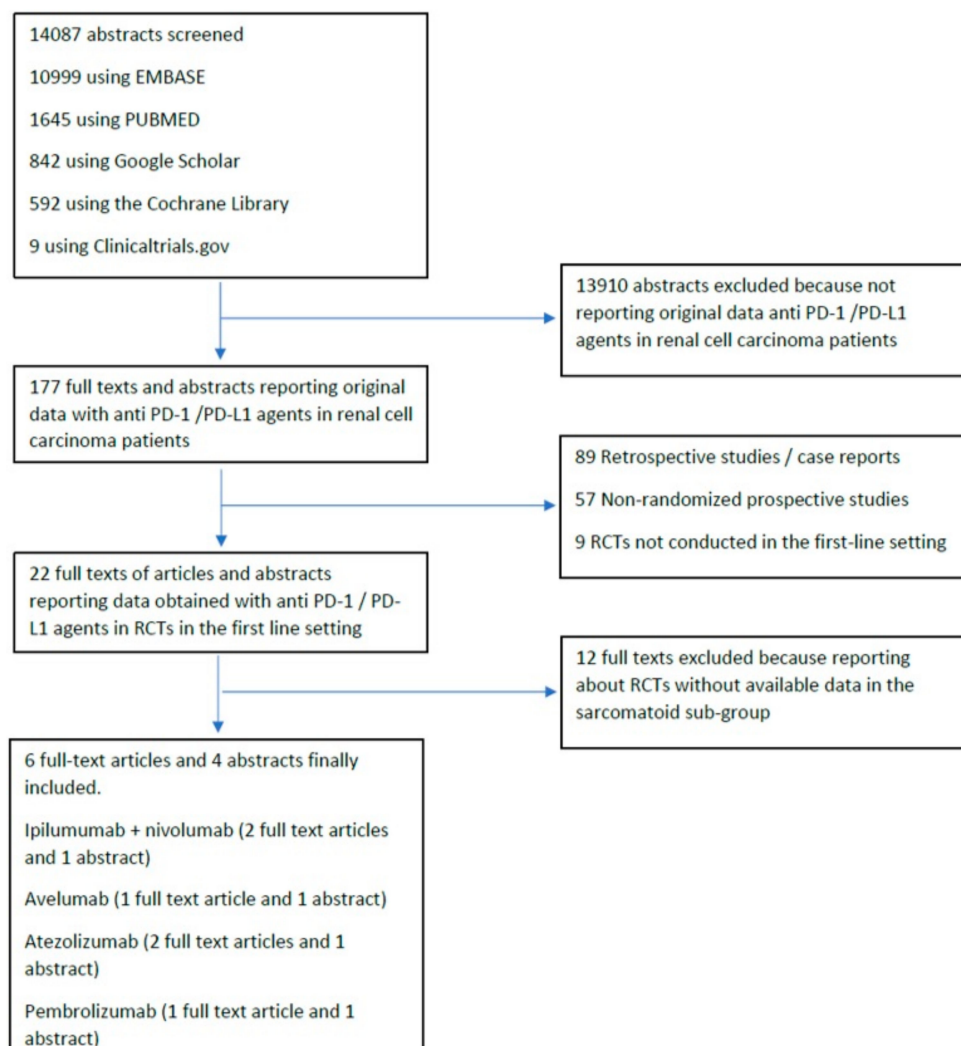 14087 abstracts screened
10999 using EMBASE
1645 using PUBMED
842 using Google Scholar
592 using the Cochrane Library
9 using Clinicaltrials.gov
13910 abstracts excluded because not
reporting original data anti PD-1 /PD-L1
agents in renal cell carcinoma patients
177 full texts and abstracts reporting original
data with anti PD-1 /PD-L1 agents in renal cell
carcinoma patients
89 Retrospective studies / case reports
57 Non-randomized prospective studies
9 RCTs not conducted in the first-line setting
22 full texts of articles and abstracts
reporting data obtained with anti PD-1 / PD-
L1 agents in RCTs in the first line setting
12 full texts excluded because reporting
about RCTs without available data in the
sarcomatoid sub-group
6 full-text articles and 4 abstracts finally
included.
Ipilumumab + nivolumab (2 full text articles
and 1 abstract)
Avelumab (1 full text article and 1 abstract)
Atezolizumab (2 full text articles and 1
abstract)
Pembrolizumab (1 full text article and 1
abstract)